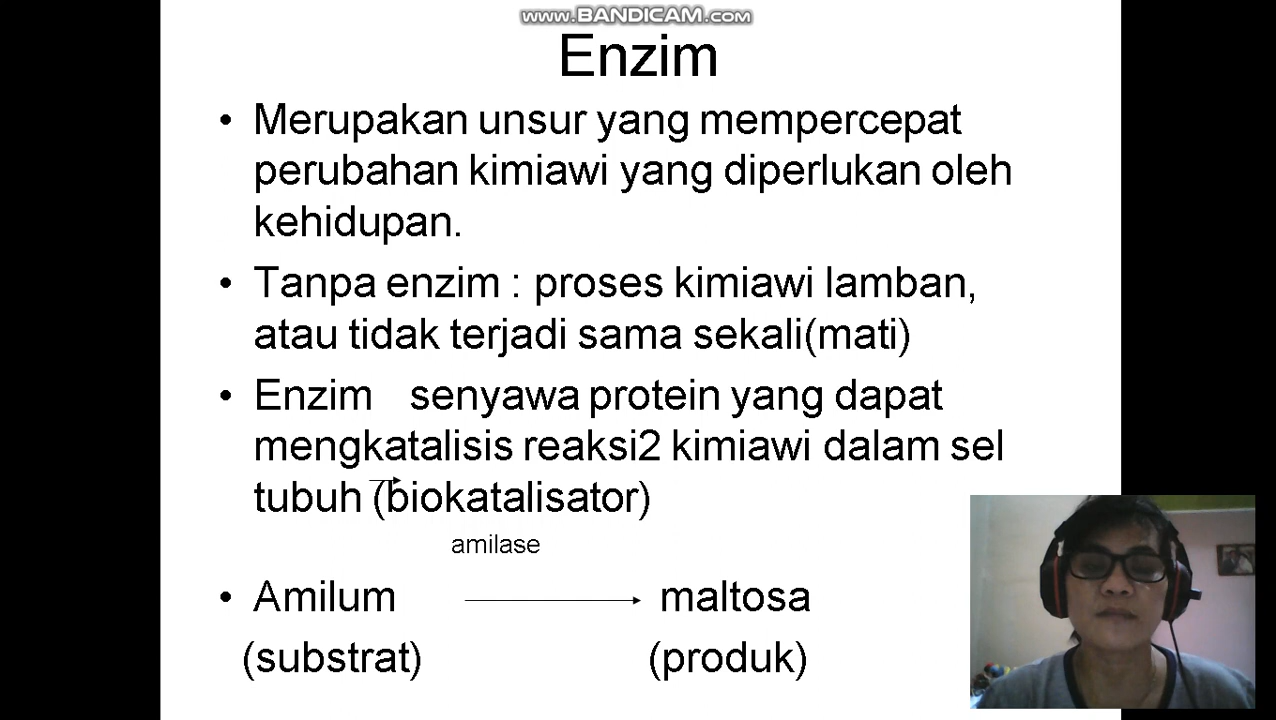 www.BANDICAM.com
Enzim
• Merupakan unsur yang mempercepat
perubahan kimiawi yang diperlukan oleh
kehidupan.
• Tanpa enzim : proses kimiawi lamban,
atau tidak terjadi sama sekali(mati)
• Enzim senyawa protein yang dapat
mengkatalisis reaksi2 kimiawi dalam sel
tubuh (biokatalisator)
amilase
• Amilum maltosa
(substrat) (produk)